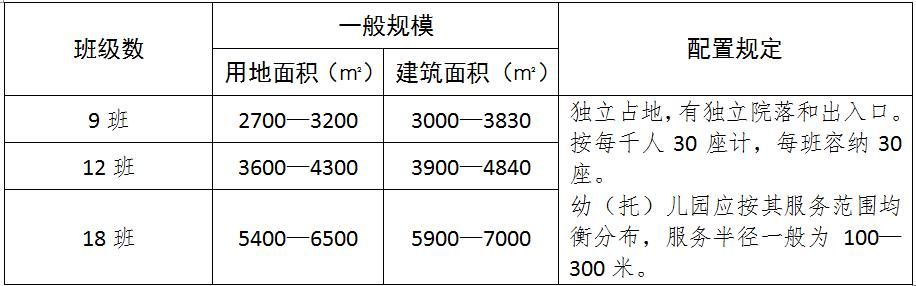 班级数
一般规模
配置规定
用地面积（㎡）
建筑面积（㎡）
9 班
2700—3200
3000—3830
12 班
3600—4300
3900—4840
18 班
5400—6500
5900—7000
独立占地，有独立院落和出入口。
按每千人 30 座计，每班容纳 30
座。
幼（托）儿园应按其服务范围均
衡分布，服务半径一般为 100—
300 米。